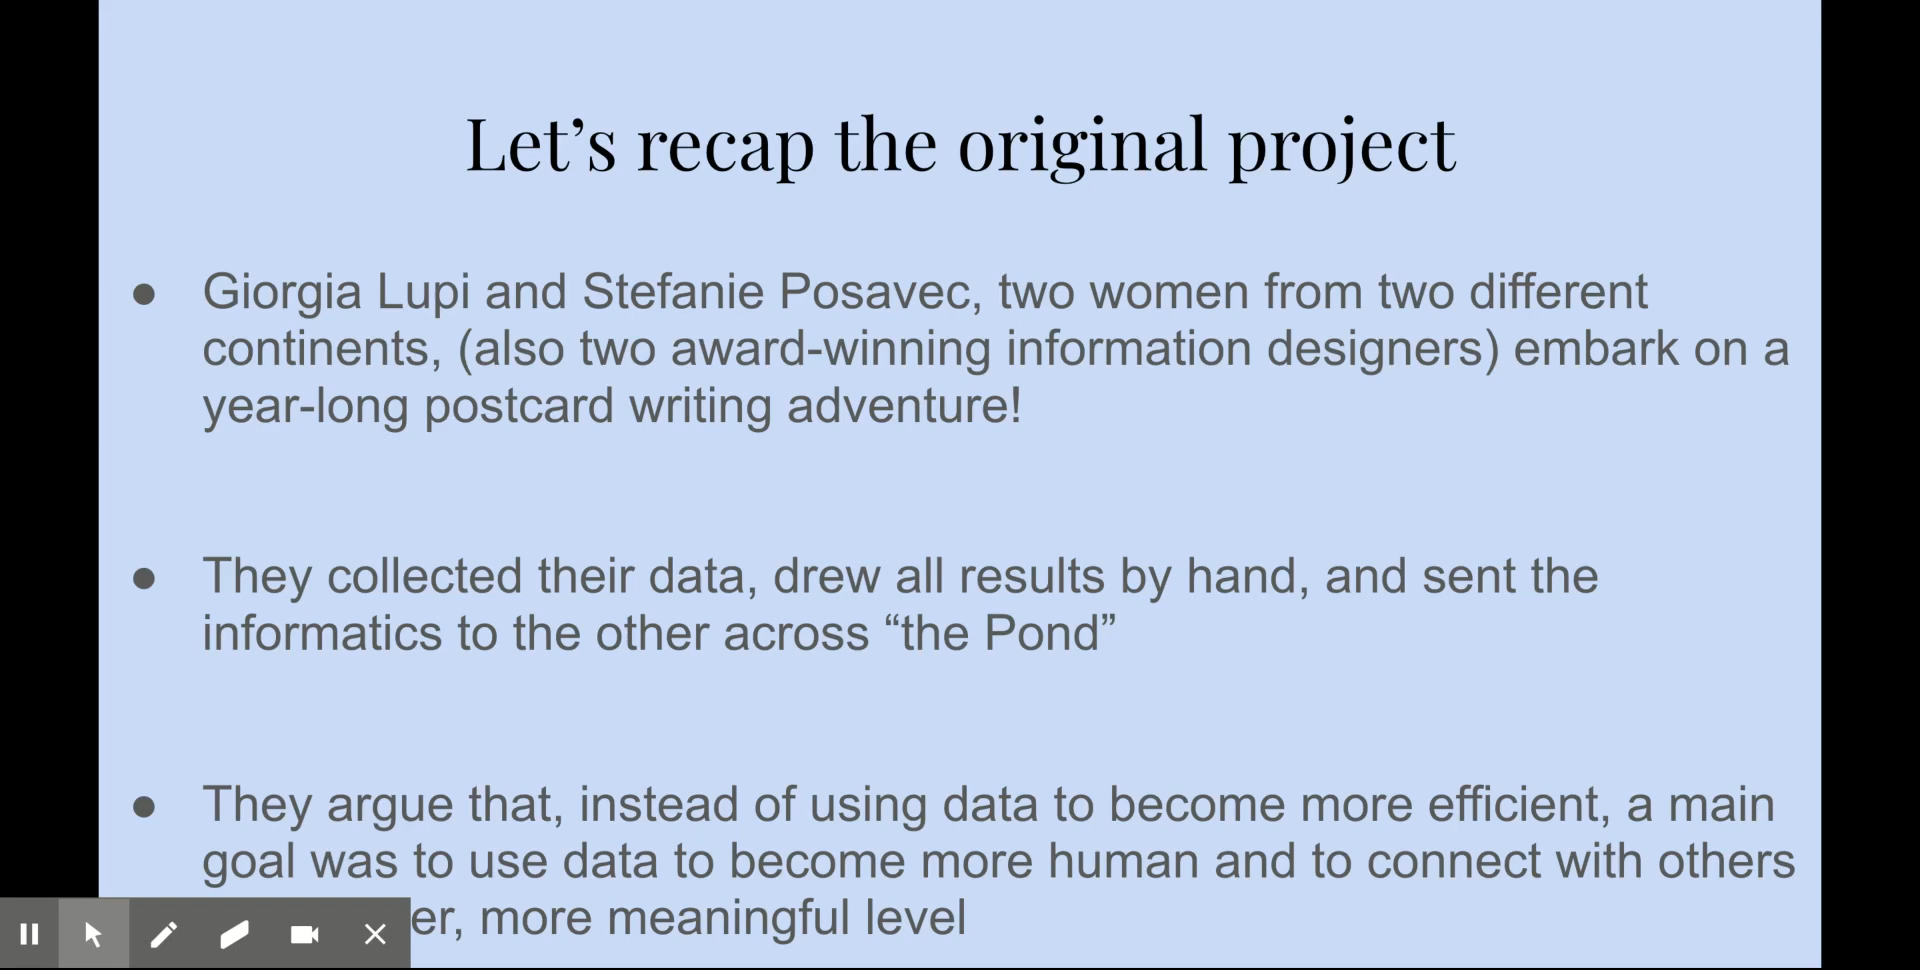 Let’s recap the original project
● Giorgia Lupi and Stefanie Posavec, two women from two different
continents, (also two award-winning information designers) embark on a
year-long postcard writing adventure!
● They collected their data, drew all results by hand, and sent the
informatics to the other across “the Pond”
● They argue that, instead of using data to become more efficient, a main
goal was to use data to become more human and to connect with others
more meaningful level